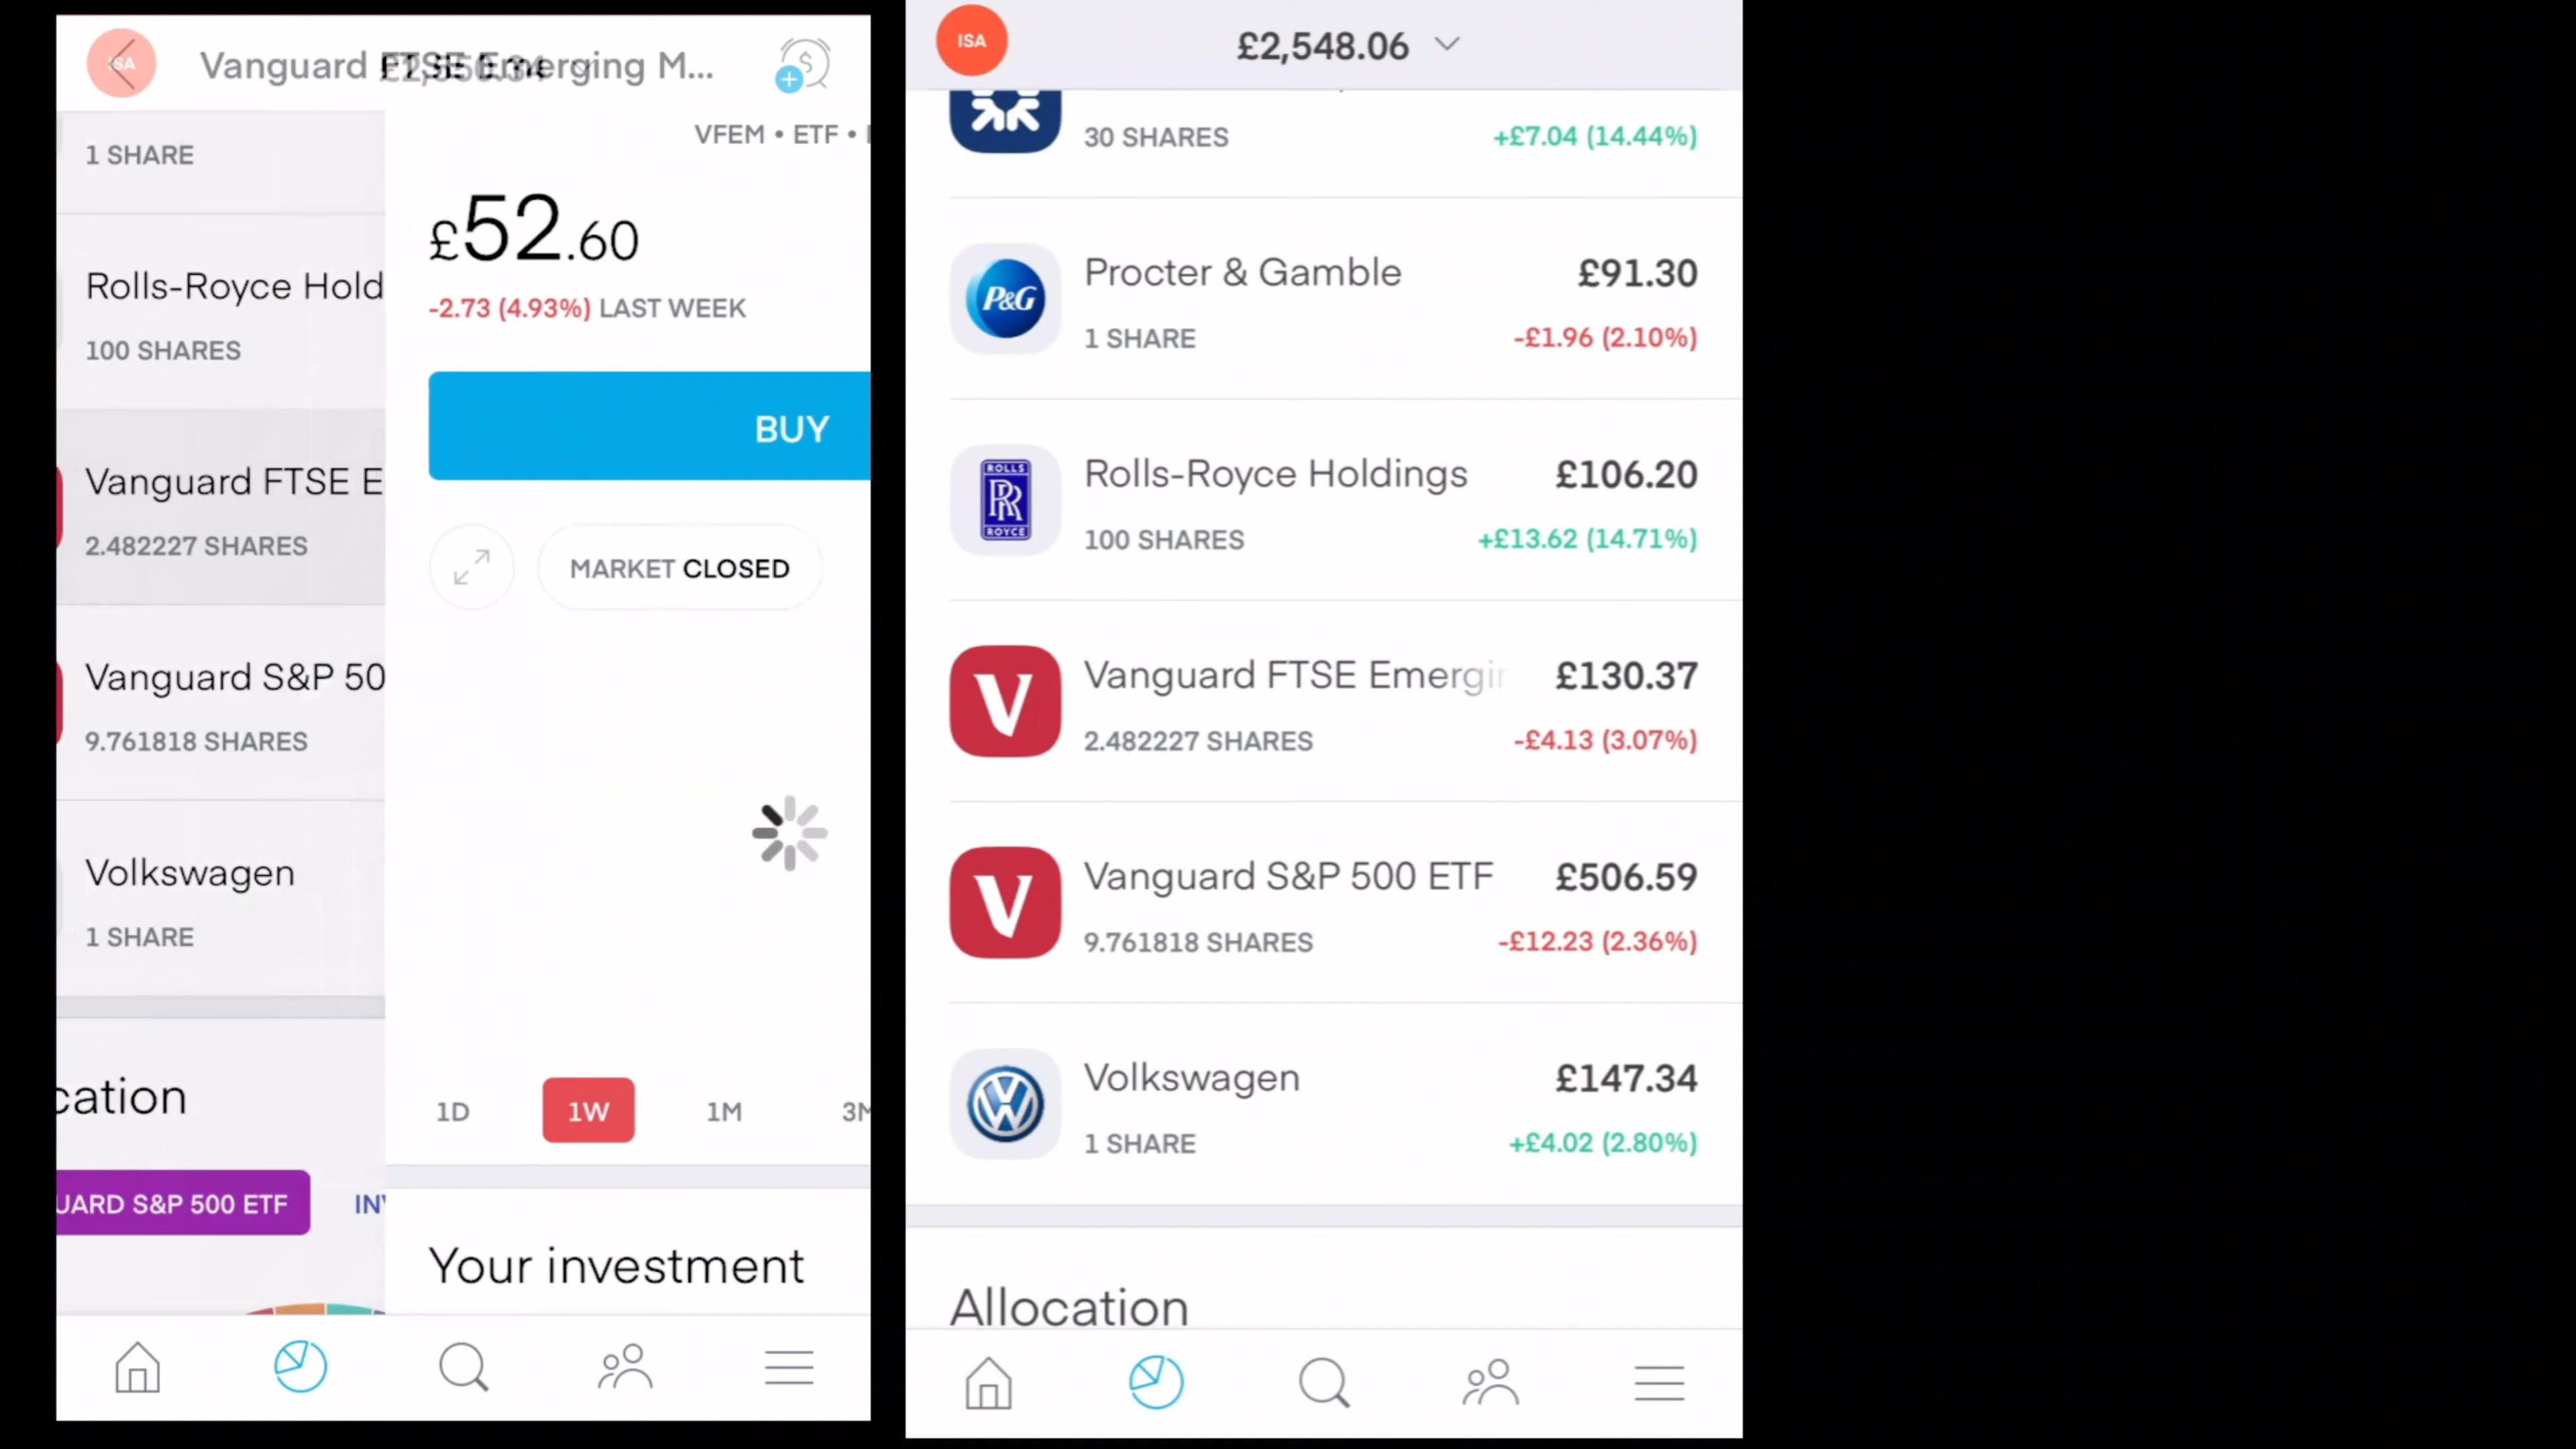 Vanguard FTSE Emerging M...
VFEM • ETF •
1 SHARE
£52.60
-2.73 (4.93%) LAST WEEK
Rolls-Royce Hold
100 SHARES
BUY
Vanguard FTSE E
2.482227 SHARES
MARKET CLOSED
Vanguard S&P 50
9.761818 SHARES
Volkswagen
1 SHARE
cation
1D 1W 1M 3M
UARD S&P 500 ETF
Your investment
ISA
£2,548.06
30 SHARES
+£7.04 (14.44%)
P&G
Procter & Gamble
£91.30
1 SHARE
-£1.96 (2.10%)
ROLLS
RR
ROYCE
Rolls-Royce Holdings
£106.20
100 SHARES
+£13.62 (14.71%)
V
Vanguard FTSE Emergin
£130.37
2.482227 SHARES
-£4.13 (3.07%)
V
Vanguard S&P 500 ETF
£506.59
9.761818 SHARES
-£12.23 (2.36%)
Volkswagen
£147.34
1 SHARE
+£4.02 (2.80%)
Allocation